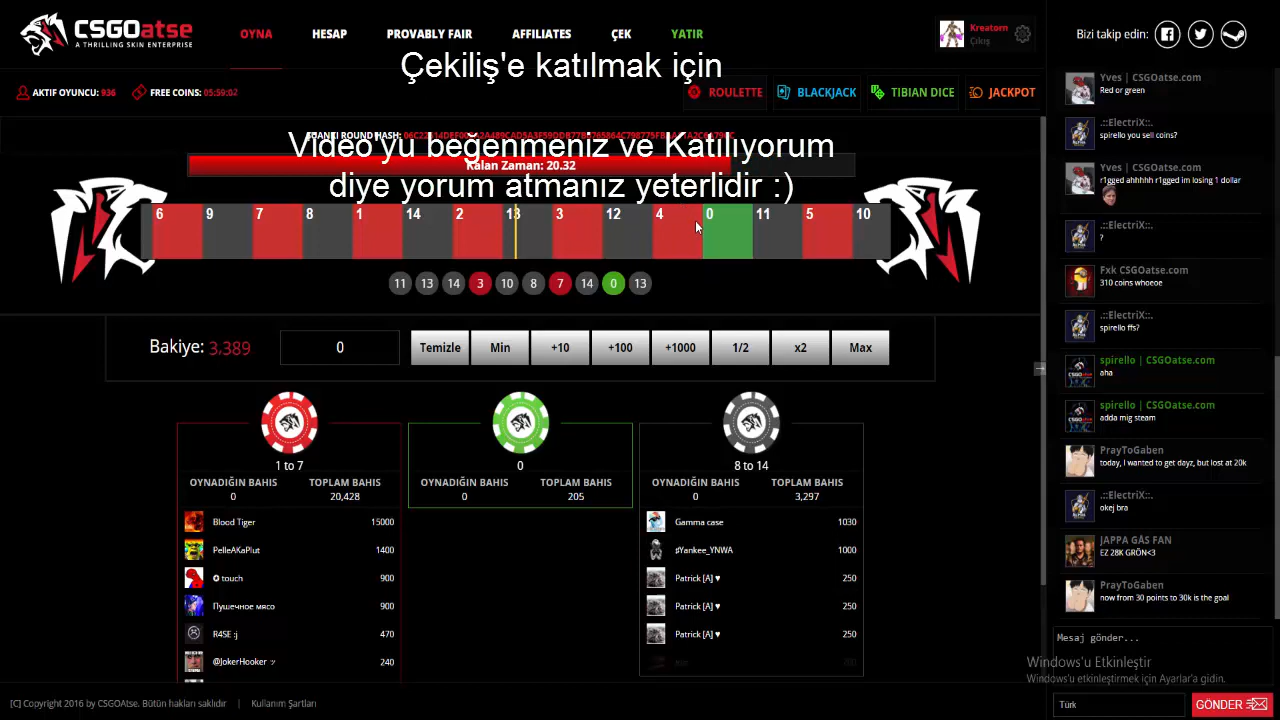 CSGOatse
A THRILLING SKIN ENTERPRISE
OYNA
HESAP
PROVABLY FAIR
AFFILIATES
ÇEK
YATIR
Kreatorn
Çıkış
Bizi takip edin:
Çekiliş'e katılmak için
AKTIF OYUNCU: 936
FREE COINS: 05:59:02
ROULETTE
BLACKJACK
TIBIAN DICE
JACKPOT
Video'yu beğenmeniz ve Katılıyorum
Kalan Zaman: 20.32
diye yorum atmanız yeterlidir :)
6 9 7 8 1 14 2 13 3 12 4 0 11 5 10
11 13 14 3 10 8 7 14 0 13
Bakiye: 3,389
0
Temizle
Min
+10
+100
+1000
1/2
x2
Max
1 to 7
OYNADIĞIN BAHIS
TOPLAM BAHIS
0
20,428
Blood Tiger 15000
PelleAKaPlut 1400
✪ touch 900
Пушечное мясо 900
R4SE :j 470
@JokerHooker ッ 240
0
OYNADIĞIN BAHIS
TOPLAM BAHIS
0
205
8 to 14
OYNADIĞIN BAHIS
TOPLAM BAHIS
0
3,297
Gamma case 1030
♯Yankee_YNWA 1000
Patrick [A] ♥ 250
Patrick [A] ♥ 250
Patrick [A] ♥ 250
Yves | CSGOatse.com
Red or green
.::ElectriX::.
spirello you sell coins?
Yves | CSGOatse.com
r1gged ahhhhh r1gged im losing 1 dollar
.::ElectriX::.
?
Fxk CSGOatse.com
310 coins whoeoe
.::ElectriX::.
spirello ffs?
spirello | CSGOatse.com
aha
spirello | CSGOatse.com
adda mig steam
PrayToGaben
today, I wanted to get dayz, but lost at 20k
.::ElectriX::.
okej bra
JAPPA GÅS FAN
EZ 28K GRÖN<3
PrayToGaben
now from 30 points to 30k is the goal
Mesaj gönder...
Windows'u Etkinleştir
Windows'u etkinleştirmek için Ayarlar'a gidin.
Türk
GÖNDER
[C] Copyright 2016 by CSGOAtse. Bütün hakları saklıdır | Kullanım Şartları